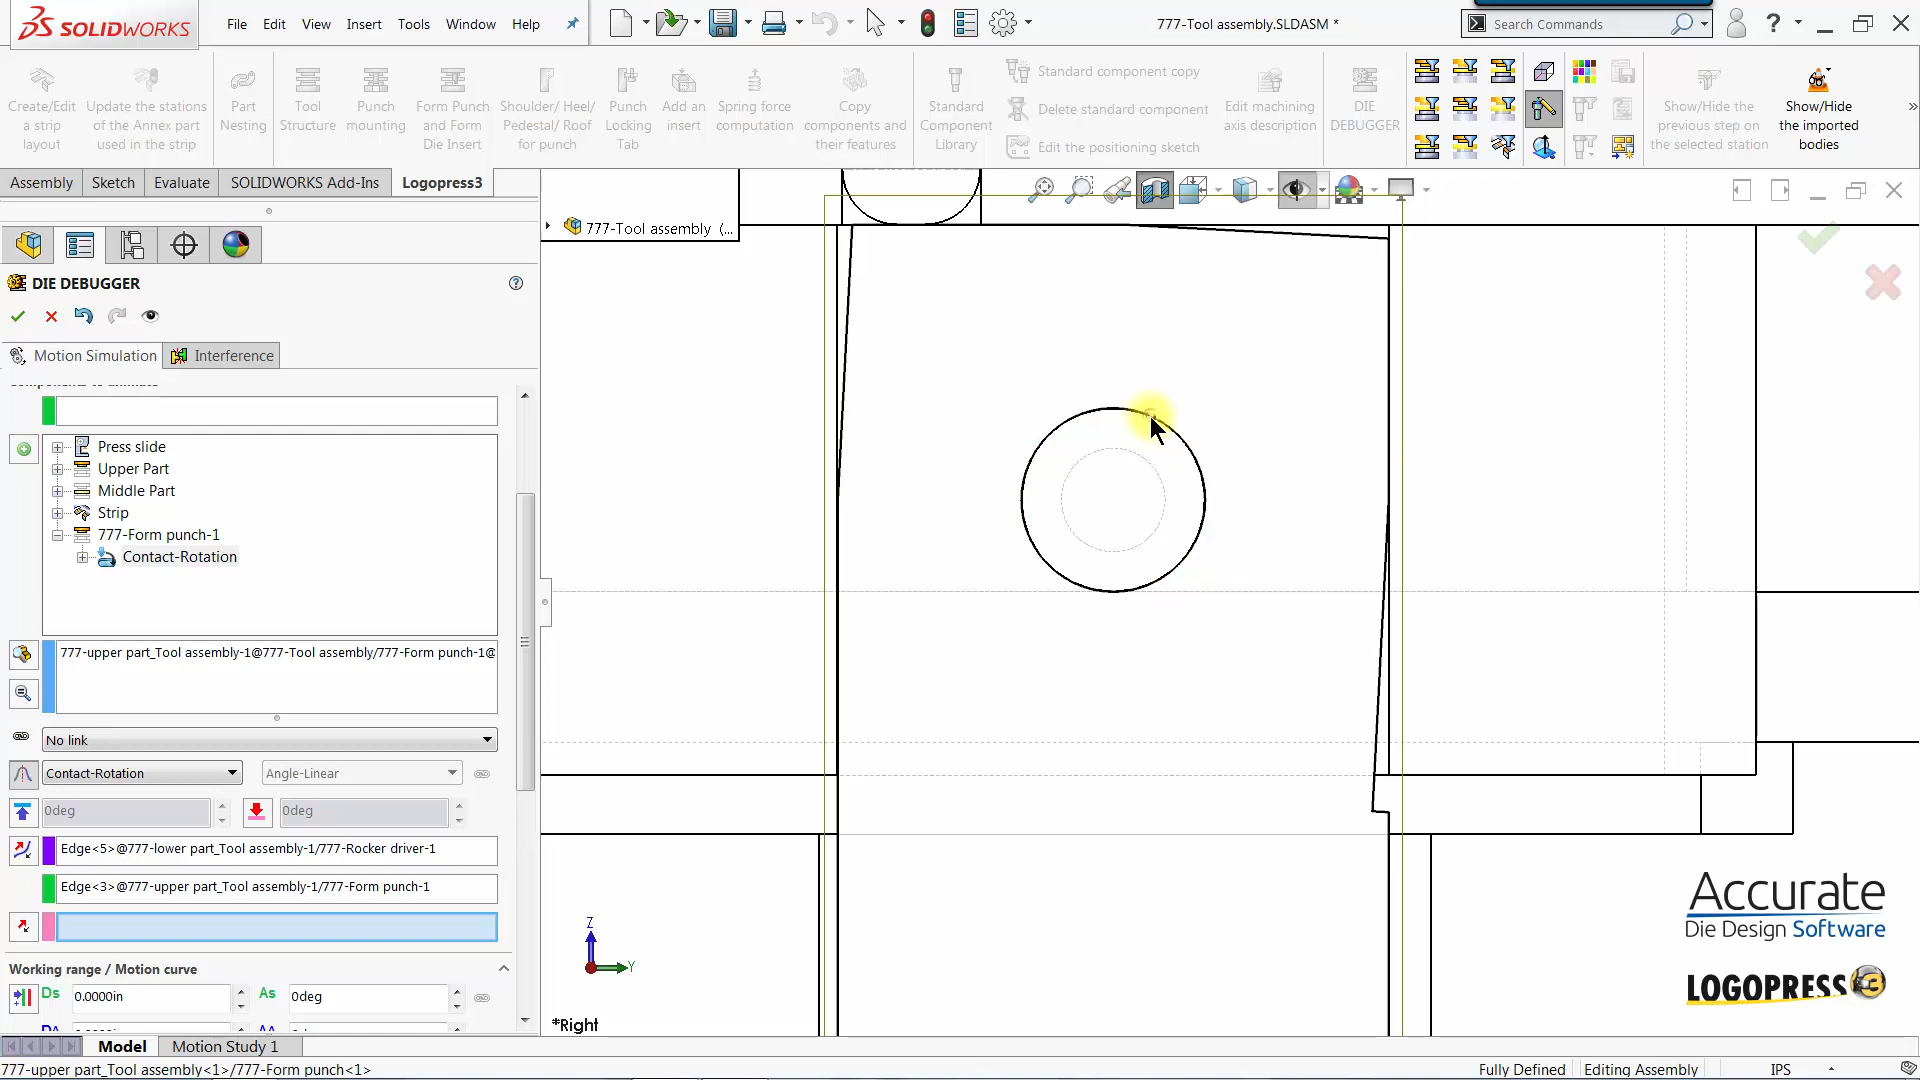 SOLIDWORKS
File Edit View Insert Tools Window Help
777-Tool assembly.SLDASM *
Search Commands
Create/Edit a strip layout
Update the stations of the Annex part used in the strip
Part Nesting
Tool Structure
Punch mounting
Form Punch and Form Die Insert
Shoulder/ Heel/ Pedestal/ Roof for punch
Punch Locking Tab
Add an insert
Spring force computation
Copy components and their features
Standard Component Library
Standard component copy
Delete standard component
Edit the positioning sketch
Edit machining axis description
DIE DEBUGGER
Show/Hide the previous step on the selected station
Show/Hide the imported bodies
Assembly Sketch Evaluate SOLIDWORKS Add-Ins Logopress3
777-Tool assembly (...
DIE DEBUGGER
Motion Simulation Interference
Press slide
Upper Part
Middle Part
Strip
777-Form punch-1
Contact-Rotation
777-upper part_Tool assembly-1@777-Tool assembly/777-Form punch-1@
No link
Contact-Rotation Angle-Linear
0deg 0deg
Edge<5>@777-lower part_Tool assembly-1/777-Rocker driver-1
Edge<3>@777-upper part_Tool assembly-1/777-Form punch-1
Working range / Motion curve
Ds 0.0000in As 0deg
Z
Y
*Right
Accurate
Die Design Software
LOGOPRESS3
Model Motion Study 1
777-upper part_Tool assembly<1>/777-Form punch<1>
Fully Defined Editing Assembly IPS